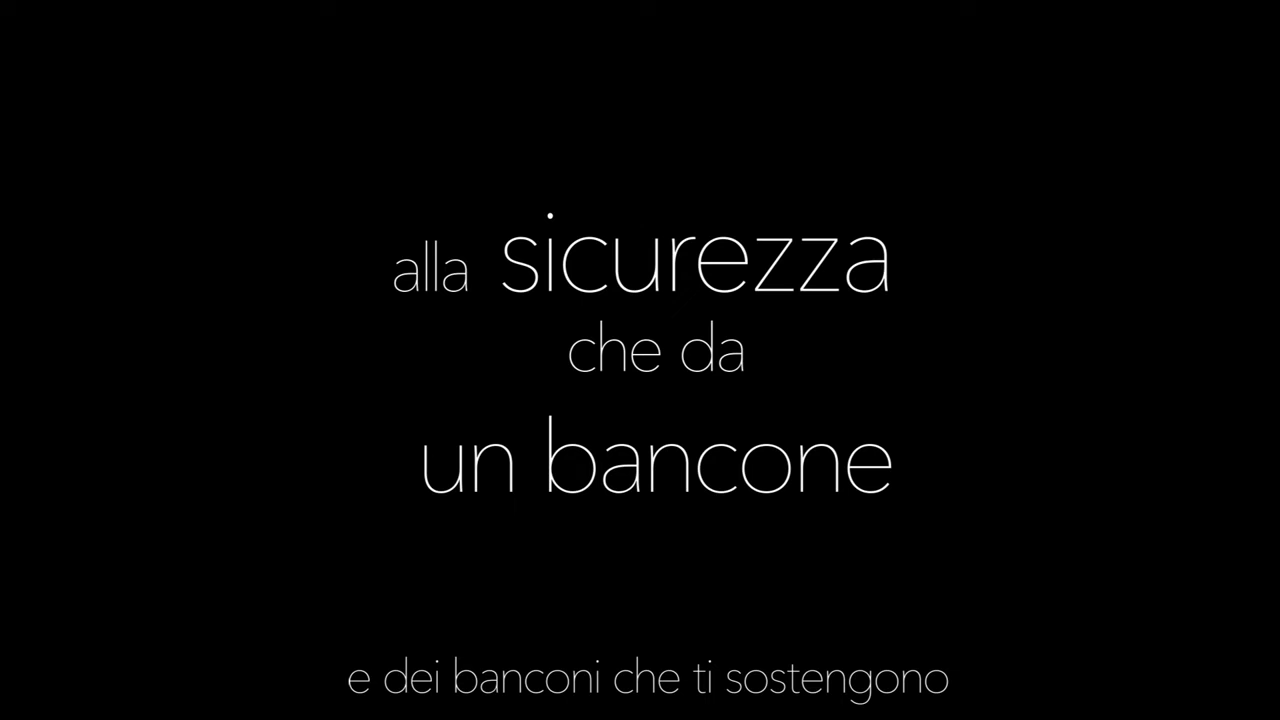 alla sicurezza
che da
un bancone
e dei banconi che ti sostengono